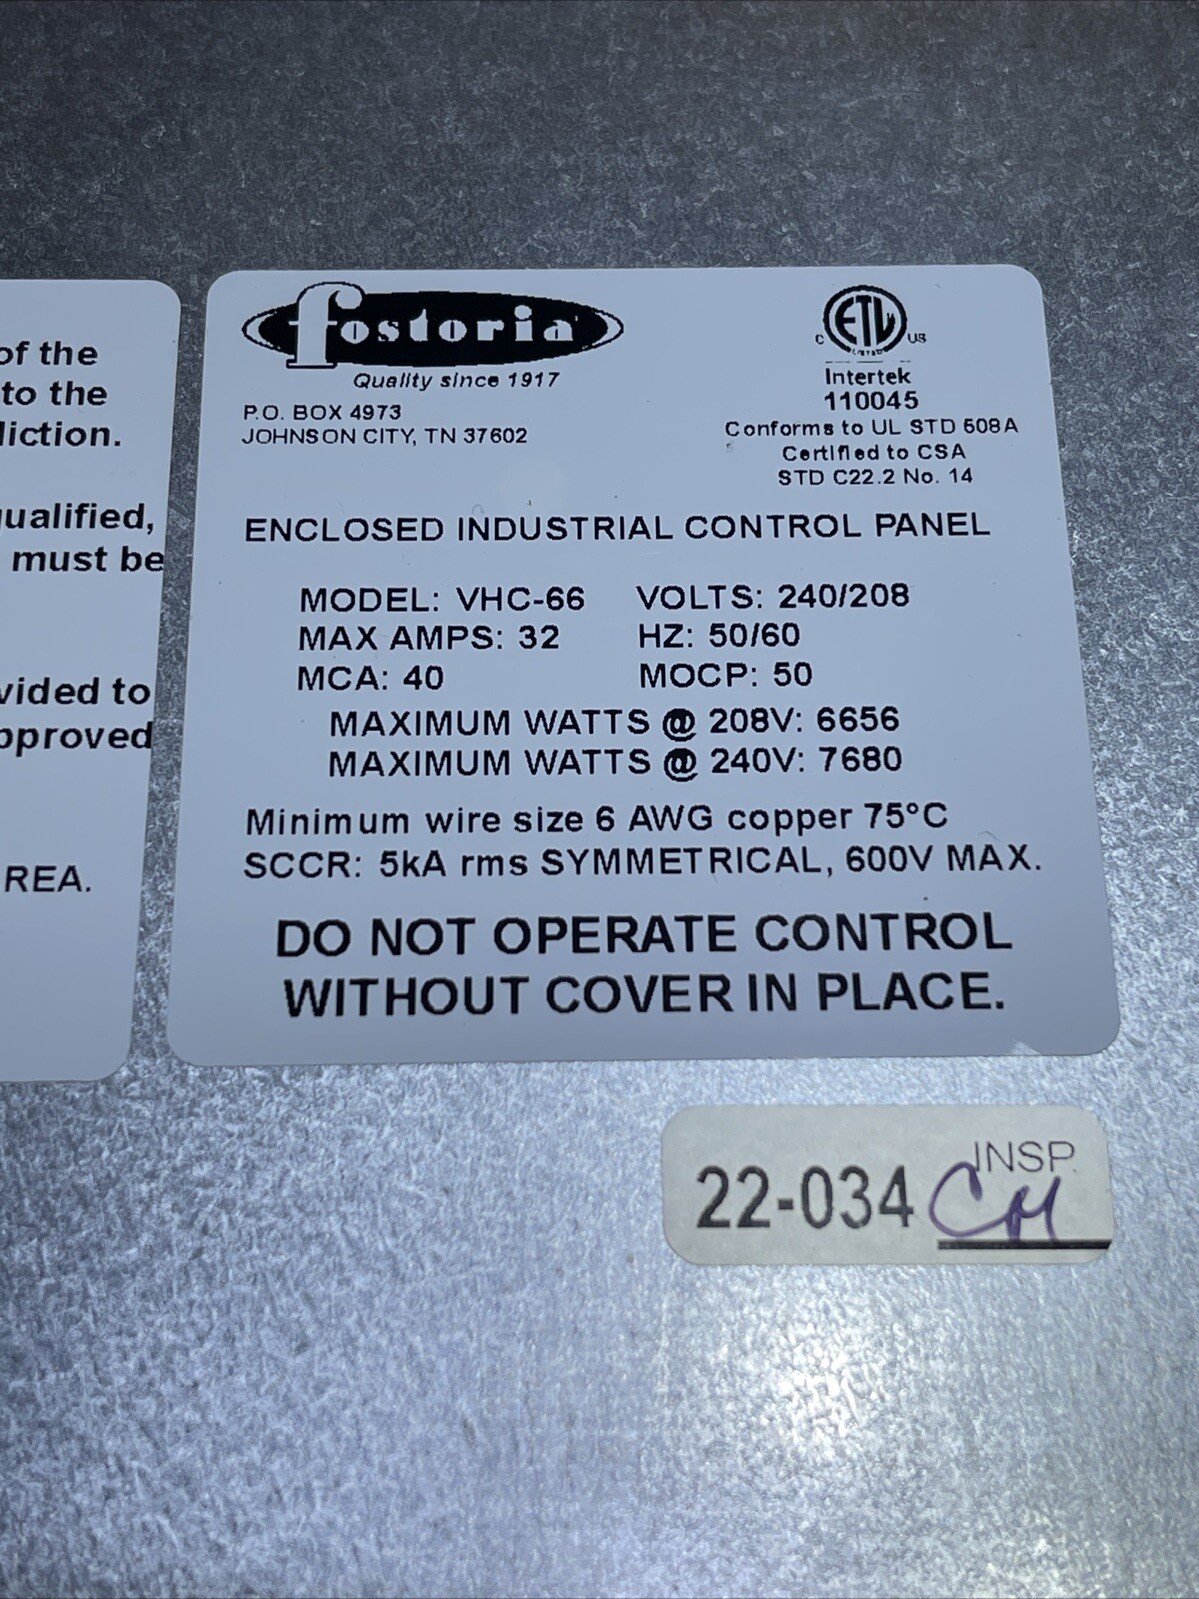 of the
to the
diction.
qualified,
must be
vided to
pproved
REA.
fostoria
Quality since 1917
P.O. BOX 4973
JOHNSON CITY, TN 37602
C ETL US
LISTED
Intertek
110045
Conforms to UL STD 508A
Certified to CSA
STD C22.2 No. 14
ENCLOSED INDUSTRIAL CONTROL PANEL
MODEL: VHC-66 VOLTS: 240/208
MAX AMPS: 32 HZ: 50/60
MCA: 40 MOCP: 50
MAXIMUM WATTS @ 208V: 6656
MAXIMUM WATTS @ 240V: 7680
Minimum wire size 6 AWG copper 75°C
SCCR: 5kA rms SYMMETRICAL, 600V MAX.
DO NOT OPERATE CONTROL
WITHOUT COVER IN PLACE.
22-034 INSP. CM